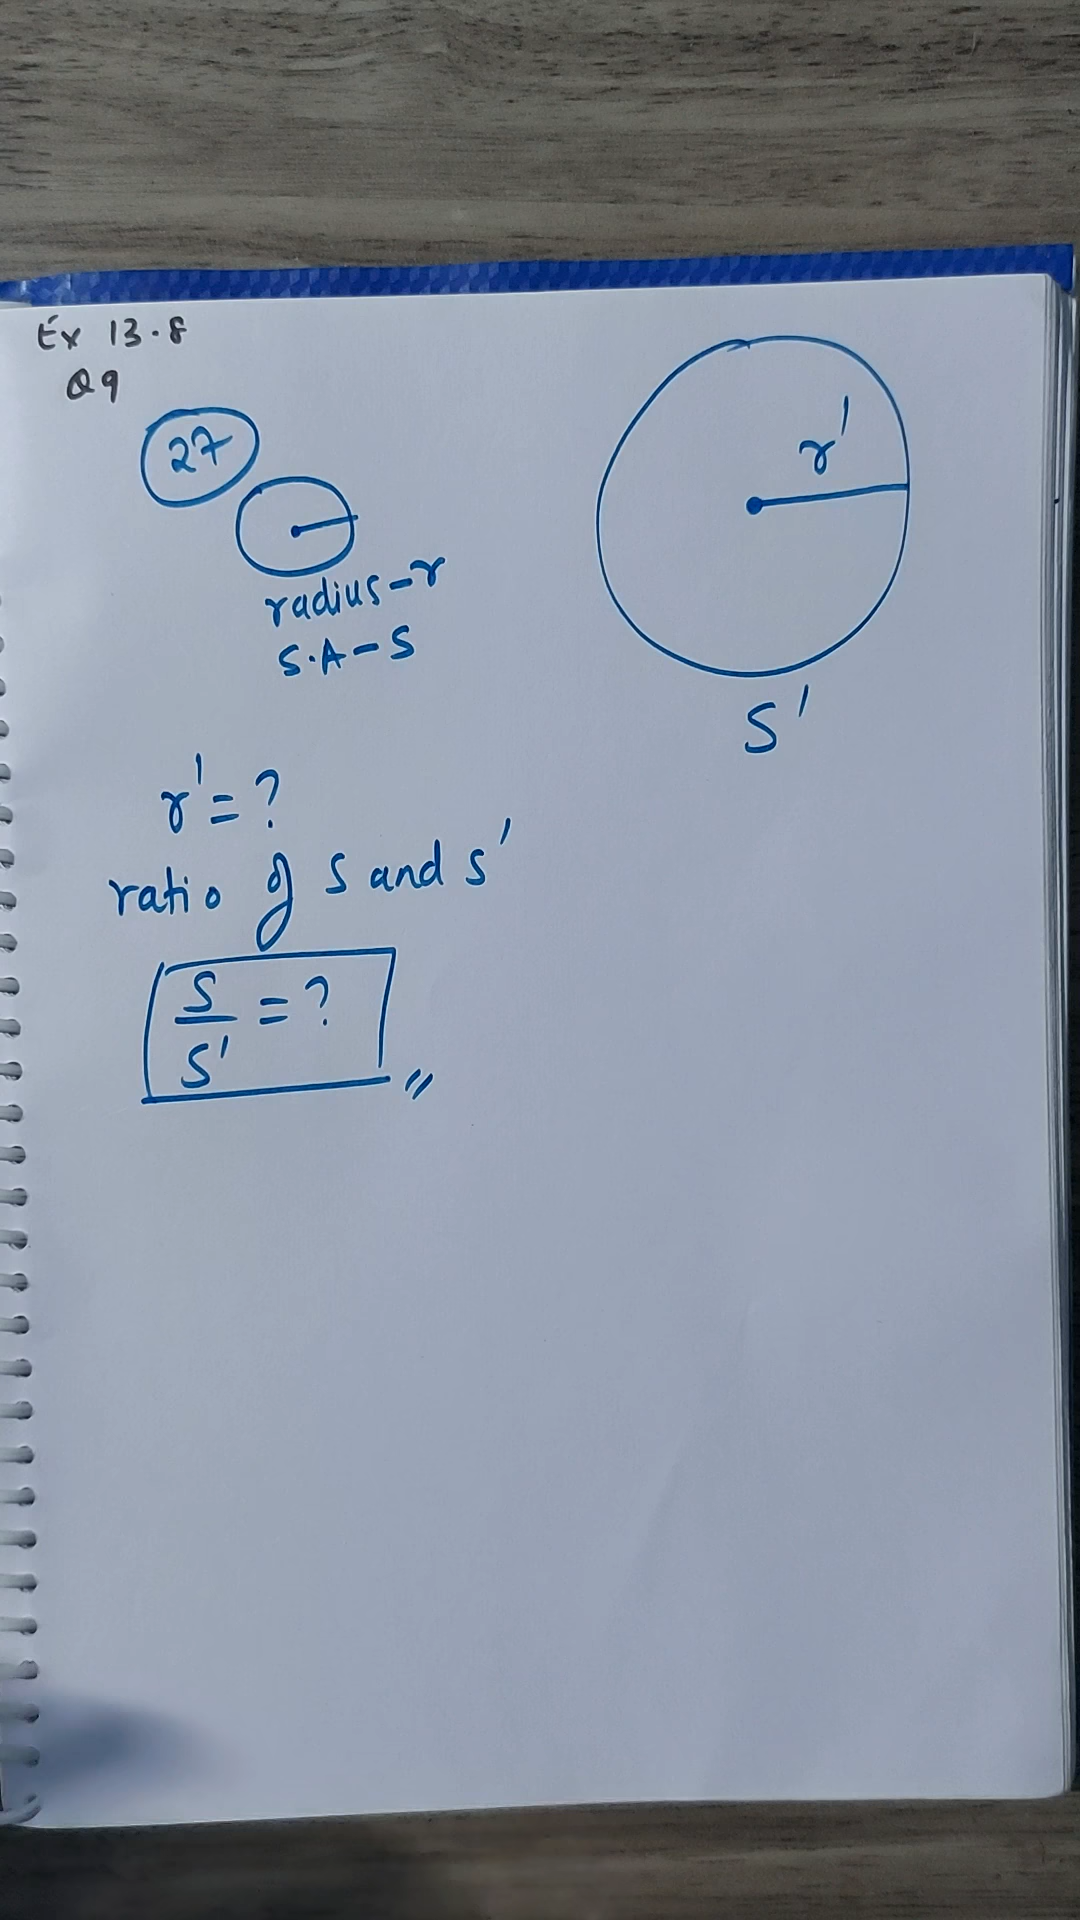 Ex 13.8
Q9
27
r'
radius - r
S.A - S
S'
r' = ?
ratio of S and S'
S
— = ?
S'